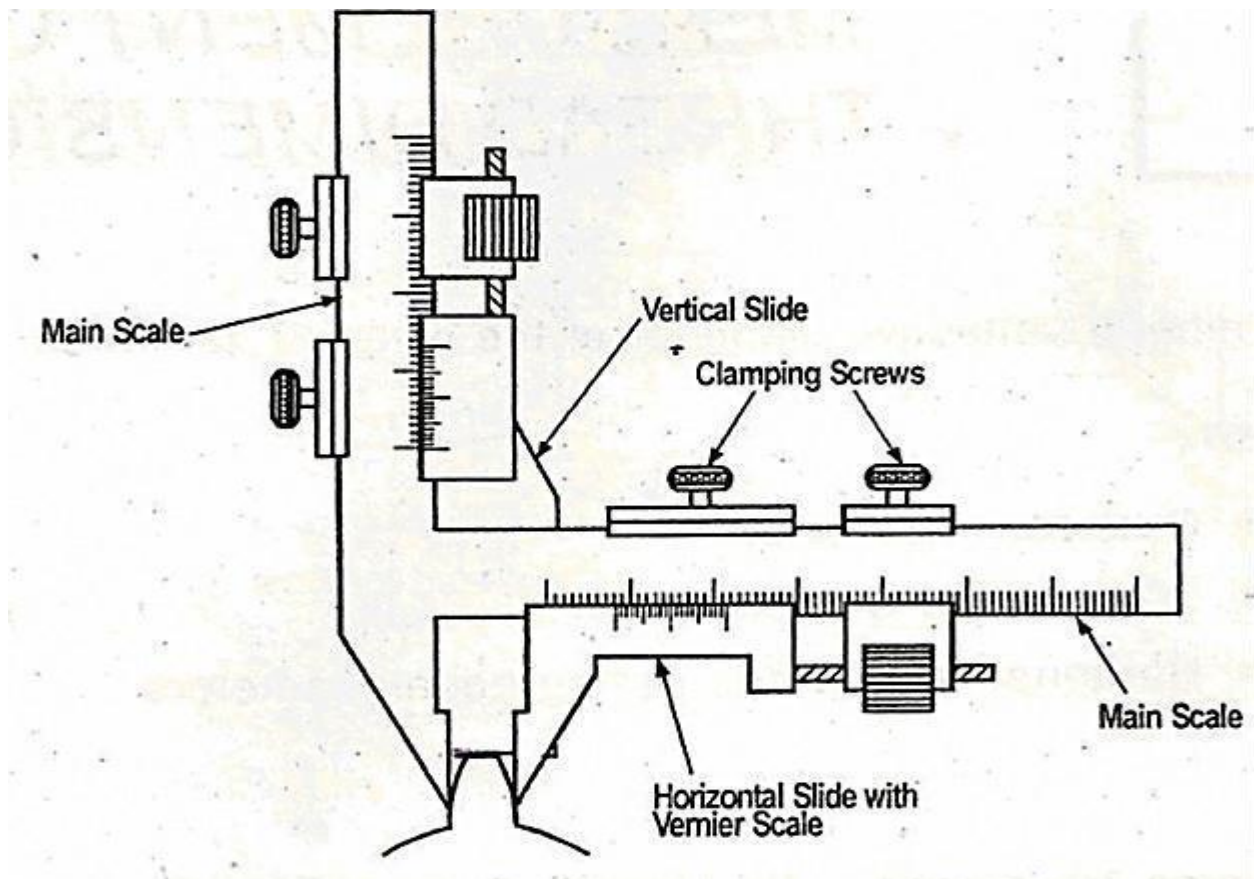 Main Scale
Vertical Slide
Clamping Screws
Main Scale
Horizontal Slide with
Vernier Scale